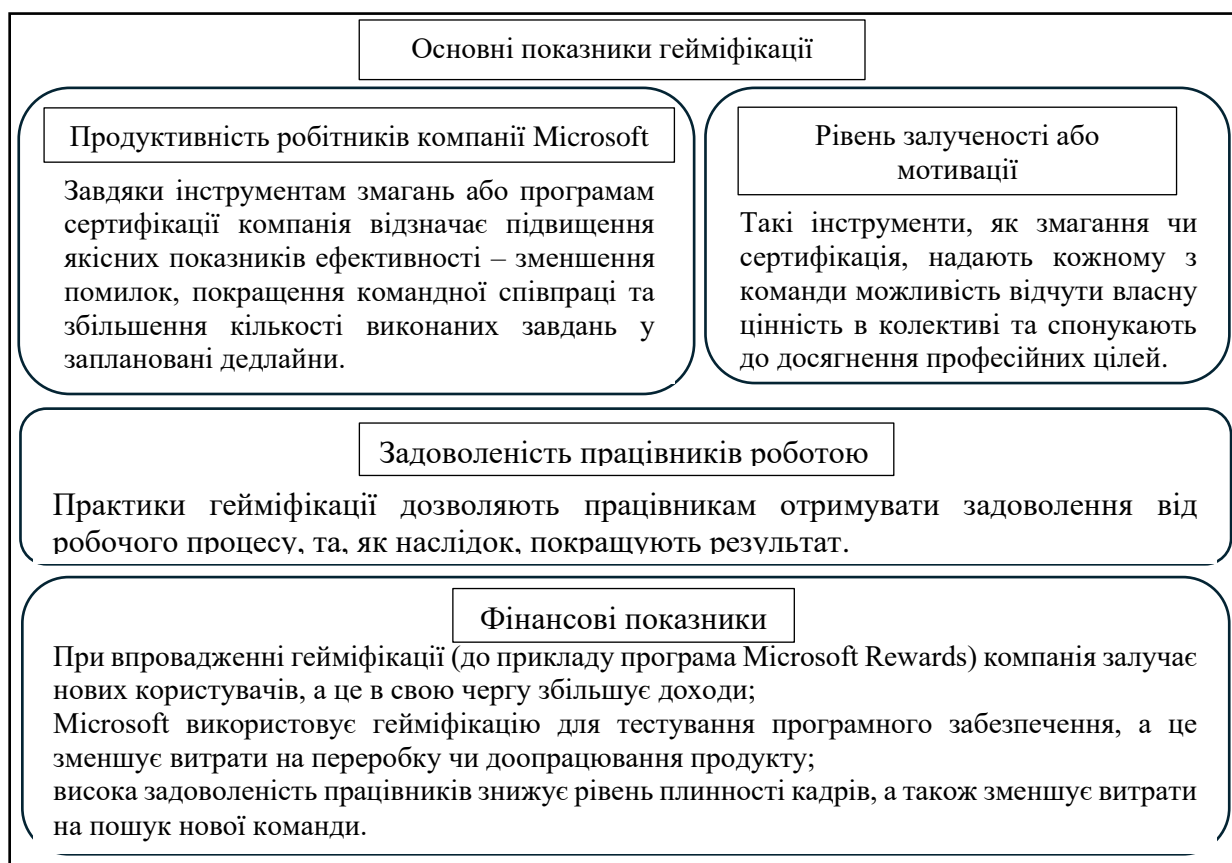 Основні показники гейміфікації
Продуктивність робітників компанії Microsoft
Завдяки інструментам змагань або програмам
сертифікації компанія відзначає підвищення
якісних показників ефективності – зменшення
помилок, покращення командної співпраці та
збільшення кількості виконаних завдань у
заплановані дедлайни.
Рівень залученості або
мотивації
Такі інструменти, як змагання чи
сертифікація, надають кожному з
команди можливість відчути власну
цінність в колективі та спонукають
до досягнення професійних цілей.
Задоволеність працівників роботою
Практики гейміфікації дозволяють працівникам отримувати задоволення від
робочого процесу, та, як наслідок, покращують результат.
Фінансові показники
При впровадженні гейміфікації (до прикладу програма Microsoft Rewards) компанія залучає
нових користувачів, а це в свою чергу збільшує доходи;
Microsoft використовує гейміфікацію для тестування програмного забезпечення, а це
зменшує витрати на переробку чи доопрацювання продукту;
висока задоволеність працівників знижує рівень плинності кадрів, а також зменшує витрати
на пошук нової команди.